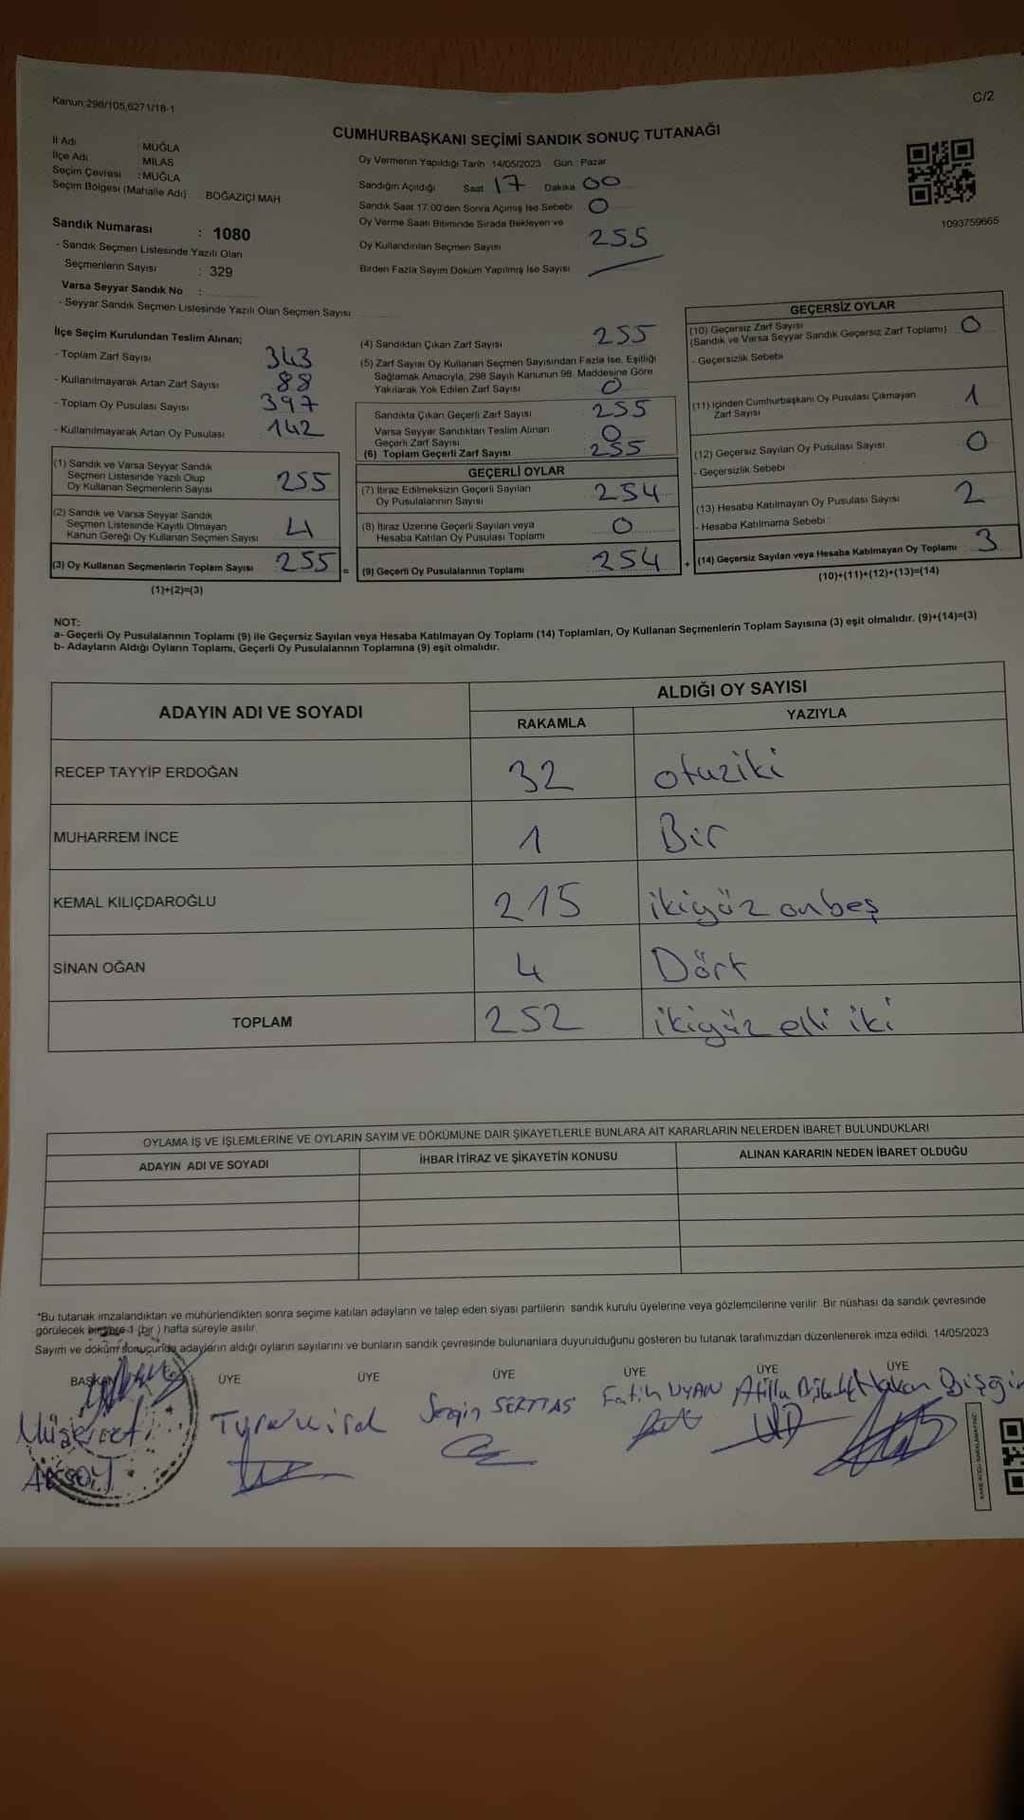 Kanun:298/105,6271/18-1
C/2
CUMHURBAŞKANI SEÇİMİ SANDIK SONUÇ TUTANAĞI
İl Adı : MUĞLA
İlçe Adı : MİLAS
Seçim Çevresi : MUĞLA
Seçim Bölgesi (Mahalle Adı) BOĞAZİÇİ MAH
Sandık Numarası : 1080
- Sandık Seçmen Listesinde Yazılı Olan
Seçmenlerin Sayısı : 329
Varsa Seyyar Sandık No :
- Seyyar Sandık Seçmen Listesinde Yazılı Olan Seçmen Sayısı
Oy Vermenin Yapıldığı Tarih 14/05/2023 Gün : Pazar
Sandığın Açıldığı Saat 17 Dakika 00
Sandık Saat 17:00'den Sonra Açılmış İse Sebebi 0
Oy Verme Saati Bitiminde Sırada Bekleyen ve
Oy Kullandırılan Seçmen Sayısı 255
Birden Fazla Sayım Döküm Yapılmış İse Sayısı
1093759665
İlçe Seçim Kurulundan Teslim Alınan;
- Toplam Zarf Sayısı 343
- Kullanılmayarak Artan Zarf Sayısı 88
- Toplam Oy Pusulası Sayısı 397
- Kullanılmayarak Artan Oy Pusulası 142
(1) Sandık ve Varsa Seyyar Sandık
Seçmen Listesinde Yazılı Olup
Oy Kullanan Seçmenlerin Sayısı 255
(2) Sandık ve Varsa Seyyar Sandık
Seçmen Listesinde Kayıtlı Olmayan
Kanun Gereği Oy Kullanan Seçmen Sayısı 4
(3) Oy Kullanan Seçmenlerin Toplam Sayısı 255 =
(1)+(2)=(3)
(4) Sandıktan Çıkan Zarf Sayısı 255
(5) Zarf Sayısı Oy Kullanan Seçmen Sayısından Fazla İse, Eşitliği
Sağlamak Amacıyla, 298 Sayılı Kanunun 98. Maddesine Göre
Yakılarak Yok Edilen Zarf Sayısı 0
Sandıkta Çıkan Geçerli Zarf Sayısı 255
Varsa Seyyar Sandıktan Teslim Alınan
Geçerli Zarf Sayısı 0
(6) Toplam Geçerli Zarf Sayısı 255
GEÇERLİ OYLAR
(7) İtiraz Edilmeksizin Geçerli Sayılan
Oy Pusulalarının Sayısı 254
(8) İtiraz Üzerine Geçerli Sayılan veya
Hesaba Katılan Oy Pusulası Toplamı 0
(9) Geçerli Oy Pusulalarının Toplamı 254 +
GEÇERSİZ OYLAR
(10) Geçersiz Zarf Sayısı
(Sandık ve Varsa Seyyar Sandık Geçersiz Zarf Toplamı) 0
- Geçersizlik Sebebi
(11) İçinden Cumhurbaşkanı Oy Pusulası Çıkmayan
Zarf Sayısı 1
(12) Geçersiz Sayılan Oy Pusulası Sayısı 0
- Geçersizlik Sebebi
(13) Hesaba Katılmayan Oy Pusulası Sayısı 2
- Hesaba Katılmama Sebebi
(14) Geçersiz Sayılan veya Hesaba Katılmayan Oy Toplamı 3
(10)+(11)+(12)+(13)=(14)
NOT:
a- Geçerli Oy Pusulalarının Toplamı (9) ile Geçersiz Sayılan veya Hesaba Katılmayan Oy Toplamı (14) Toplamları, Oy Kullanan Seçmenlerin Toplam Sayısına (3) eşit olmalıdır. (9)+(14)=(3)
b- Adayların Aldığı Oyların Toplamı, Geçerli Oy Pusulalarının Toplamına (9) eşit olmalıdır.
ADAYIN ADI VE SOYADI ALDIĞI OY SAYISI
RAKAMLA YAZIYLA
RECEP TAYYİP ERDOĞAN 32 otuziki
MUHARREM İNCE 1 Bir
KEMAL KILIÇDAROĞLU 215 ikiyüz onbeş
SİNAN OĞAN 4 Dört
TOPLAM 252 ikiyüz elli iki
OYLAMA İŞ VE İŞLEMLERİNE VE OYLARIN SAYIM VE DÖKÜMÜNE DAİR ŞİKAYETLERLE BUNLARA AİT KARARLARIN NELERDEN İBARET BULUNDUKLARI
ADAYIN ADI VE SOYADI İHBAR İTİRAZ VE ŞİKAYETİN KONUSU ALINAN KARARIN NEDEN İBARET OLDUĞU
*Bu tutanak imzalandıktan ve mühürlendikten sonra seçime katılan adayların ve talep eden siyasi partilerin sandık kurulu üyelerine veya gözlemcilerine verilir. Bir nüshası da sandık çevresinde
görülecek bir yere 1 (bir ) hafta süreyle asılır.
Sayım ve döküm sonucunda adayların aldığı oyların sayılarını ve bunların sandık çevresinde bulunanlara duyurulduğunu gösteren bu tutanak tarafımızdan düzenlenerek imza edildi. 14/05/2023
BAŞKAN ÜYE ÜYE ÜYE ÜYE ÜYE ÜYE
SERTTAS Fatih UYAN Atilla Hakan
AKSOY